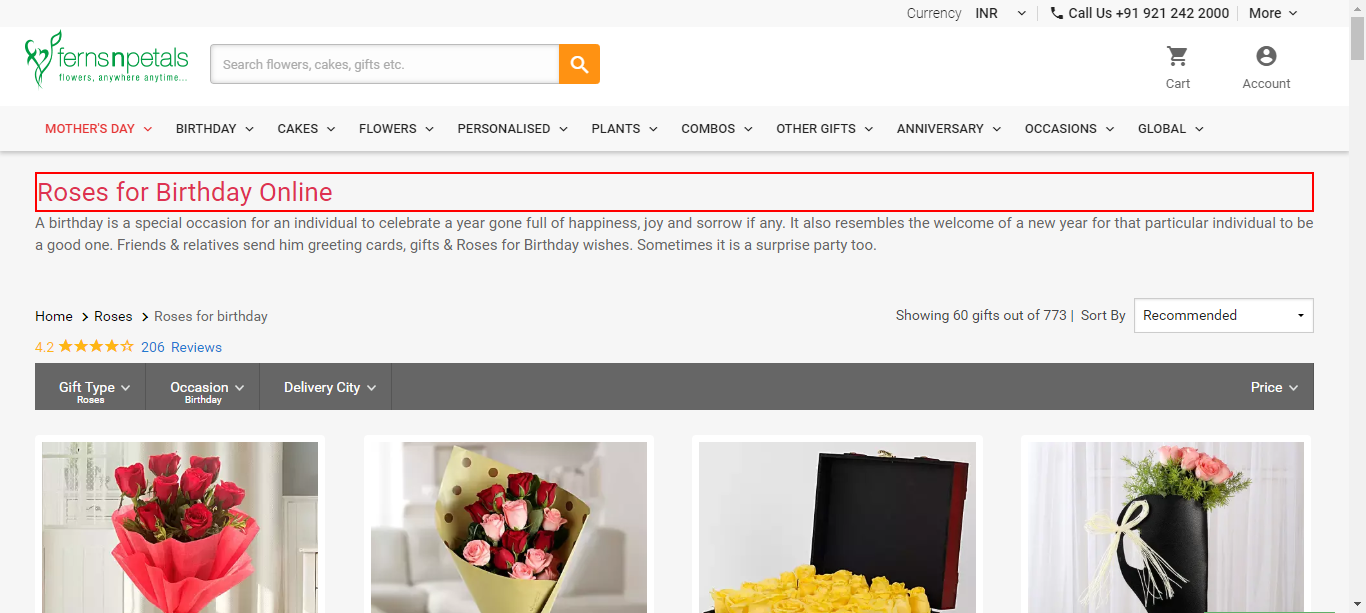 Currency INR Call Us +91 921 242 2000 More
fernsnpetals
flowers, anywhere anytime...
Search flowers, cakes, gifts etc.
Cart Account
MOTHER'S DAY BIRTHDAY CAKES FLOWERS PERSONALISED PLANTS COMBOS OTHER GIFTS ANNIVERSARY OCCASIONS GLOBAL
Roses for Birthday Online
A birthday is a special occasion for an individual to celebrate a year gone full of happiness, joy and sorrow if any. It also resembles the welcome of a new year for that particular individual to be
a good one. Friends & relatives send him greeting cards, gifts & Roses for Birthday wishes. Sometimes it is a surprise party too.
Home Roses Roses for birthday
Showing 60 gifts out of 773 | Sort By Recommended
4.2 206 Reviews
Gift Type Occasion Delivery City Price
Roses Birthday